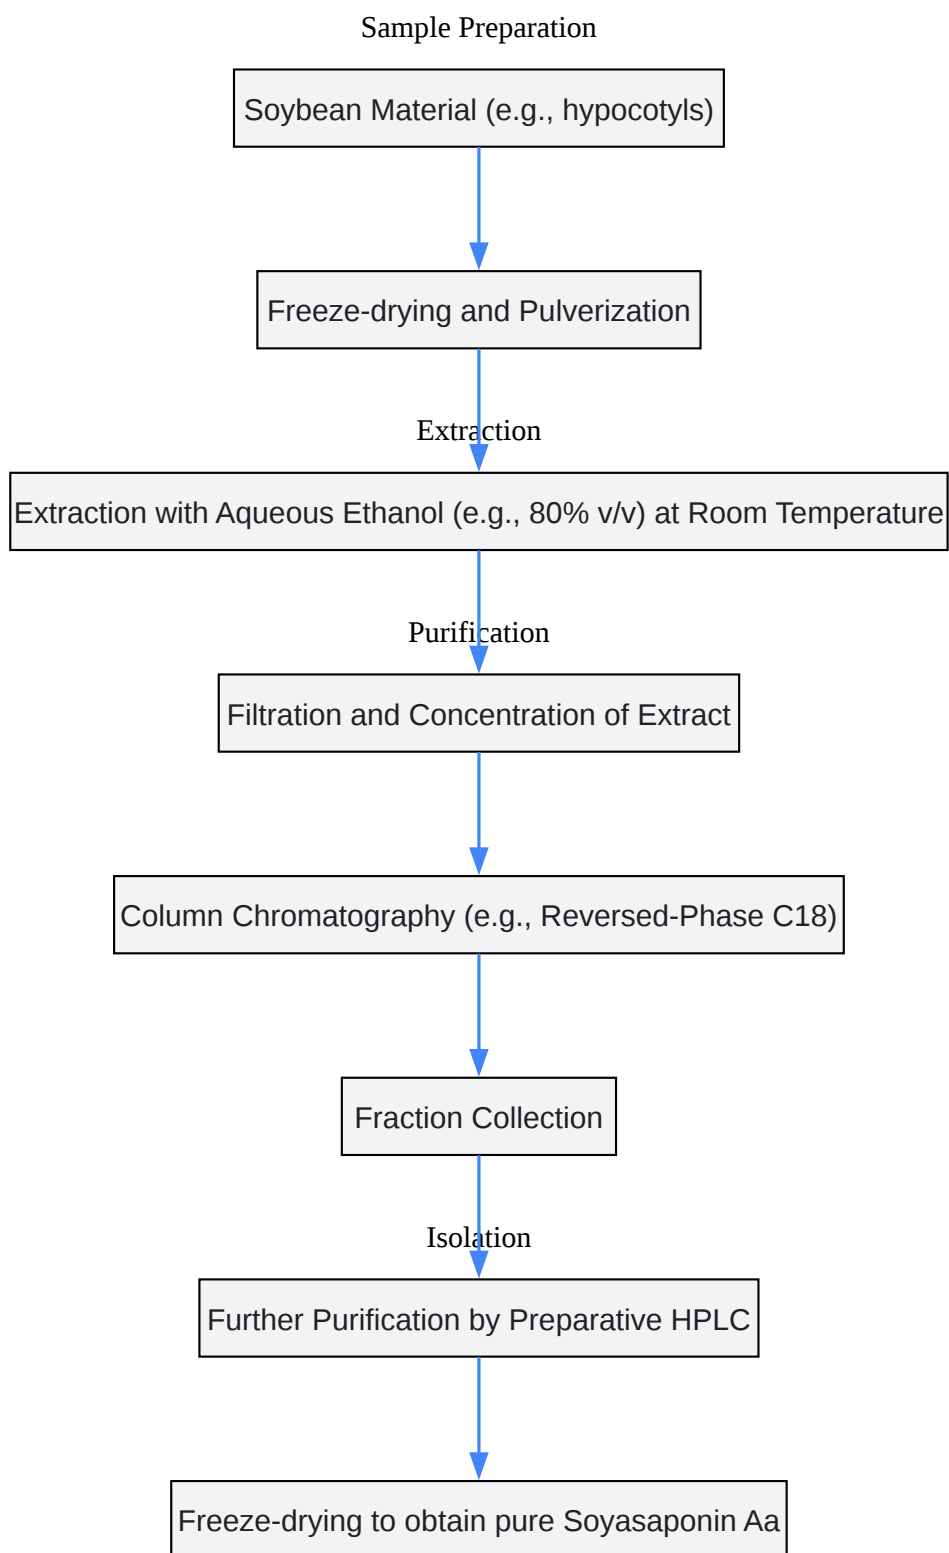 Sample Preparation
Soybean Material (e.g., hypocotyls)
Freeze-drying and Pulverization
Extraction
Extraction with Aqueous Ethanol (e.g., 80% v/v) at Room Temperature
Purification
Filtration and Concentration of Extract
Column Chromatography (e.g., Reversed-Phase C18)
Fraction Collection
Isolation
Further Purification by Preparative HPLC
Freeze-drying to obtain pure Soyasaponin Aa